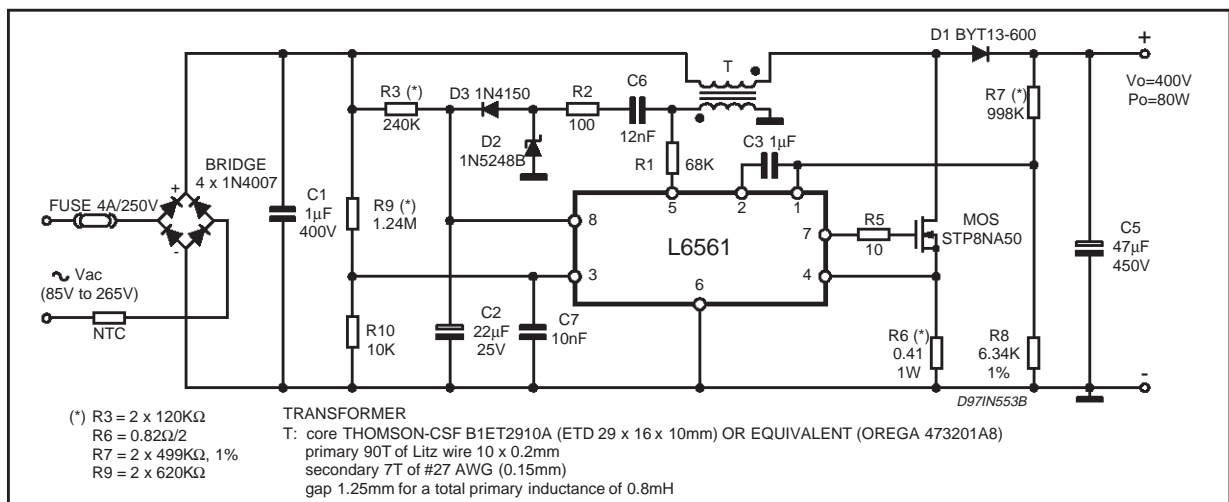 D1 BYT13-600
+
Vo=400V
Po=80W
T
R3 (*)
240K
D3 1N4150
R2
100
C6
12nF
R7 (*)
998K
D2
1N5248B
C3 1µF
R1
68K
BRIDGE
4 x 1N4007
+
-
FUSE 4A/250V
C1
1µF
400V
R9 (*)
1.24M
5
2
1
8
7
3
4
6
L6561
R5
10
MOS
STP8NA50
C5
47µF
450V
Vac
(85V to 265V)
NTC
R10
10K
C2
22µF
25V
C7
10nF
R6 (*)
0.41
1W
R8
6.34K
1%
-
D97IN553B
(*) R3 = 2 x 120KΩ
R6 = 0.82Ω/2
R7 = 2 x 499KΩ, 1%
R9 = 2 x 620KΩ
TRANSFORMER
T: core THOMSON-CSF B1ET2910A (ETD 29 x 16 x 10mm) OR EQUIVALENT (OREGA 473201A8)
primary 90T of Litz wire 10 x 0.2mm
secondary 7T of #27 AWG (0.15mm)
gap 1.25mm for a total primary inductance of 0.8mH